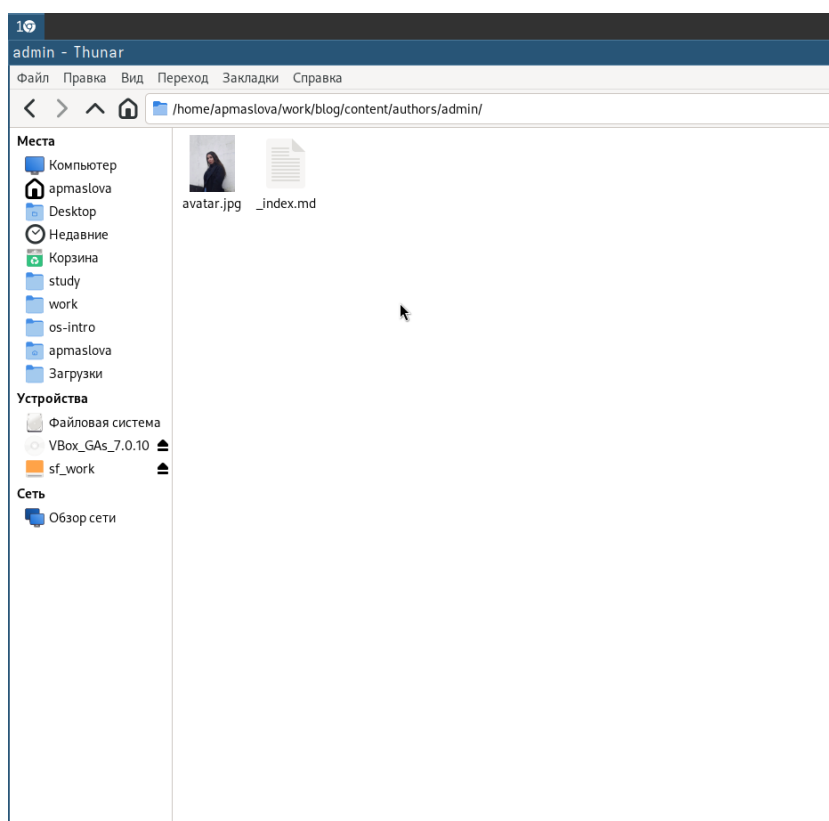 1
admin - Thunar
Файл Правка Вид Переход Закладки Справка
/home/apmaslova/work/blog/content/authors/admin/
Места
Компьютер
apmaslova
Desktop
Недавние
Корзина
study
work
os-intro
apmaslova
Загрузки
Устройства
Файловая система
VBox_GAs_7.0.10
sf_work
Сеть
Обзор сети
avatar.jpg _index.md